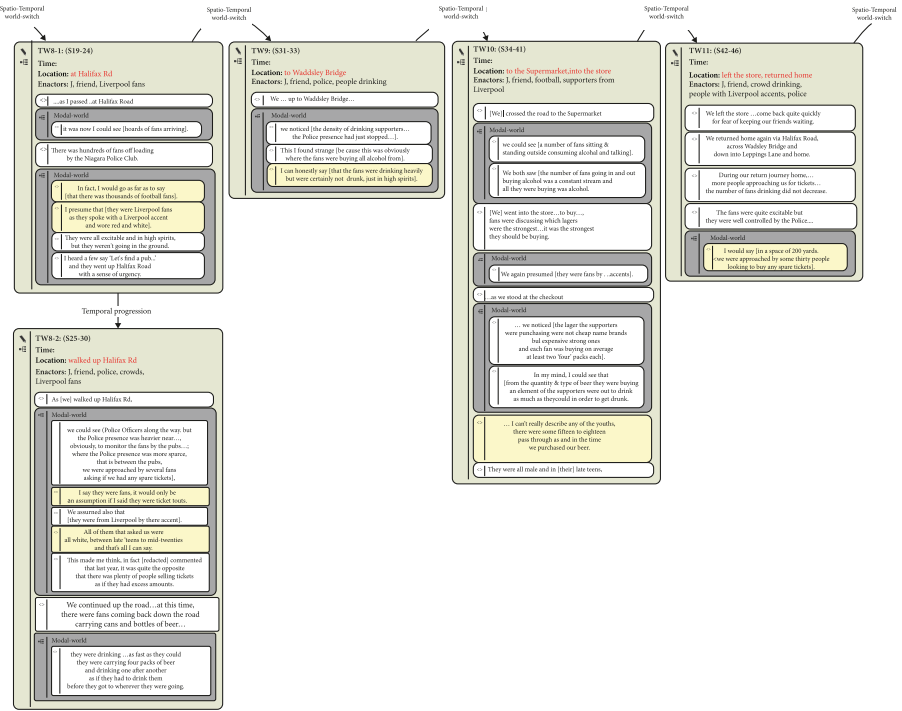 Spatio-Temporal
world-switch
Spatio-Temporal
world-switch
Spatio-Temporal
world-switch
Spatio-Temporal
world-switch
Spatio-Temporal
world-switch
TW8-1: (S19-24)
Time:
Location: at Halifax Rd
Enactors: J, friend, Liverpool fans
…as I passed ..at Halifax Road
Modal-world
it was now I could see [hoards of fans arriving].
There was hundreds of fans off loading
by the Niagara Police Club.
Modal-world
In fact, I would go as far as to say
[that there was thousands of football fans].
I presume that [they were Liverpool fans
as they spoke with a Liverpool accent
and wore red and white].
They were all excitable and in high spirits,
but they weren't going in the ground.
I heard a few say 'Let's find a pub..'
and they went up Halifax Road
with a sense of urgency.
Temporal progression
TW8-2: (S25-30)
Time:
Location: walked up Halifax Rd
Enactors: J, friend, police, crowds,
Liverpool fans
As [we] walked up Halifax Rd.
Modal-world
we could see (Police Officers along the way. but
the Police presence was heavier near…,
obviously, to monitor the fans by the pubs…;
where the Police presence was more sparce,
that is between the pubs,
we were approached by several fans
asking if we had any spare tickets],
I say they were fans, it would only be
an assumption if I said they were ticket touts.
We assumed also that
[they were from Liverpool by there accent].
All of them that asked us were
all white, between late 'teens to mid-twenties
and that's all I can say.
This made me think, in fact [redacted] commented
that last year, it was quite the opposite
that there was plenty of people selling tickets
as if they had excess amounts.
We continued up the road…at this time,
there were fans coming back down the road
carrying cans and bottles of beer…
Modal-world
they were drinking …as fast as they could
they were carrying four packs of beer
and drinking one after another
as if they had to drink them
before they got to wherever they were going.
TW9: (S31-33)
Time:
Location: to Waddsley Bridge
Enactors: J, friend, police, people drinking
We … up to Waddsley Bridge…
Modal-world
we noticed [the density of drinking supporters…
the Police presence had just stopped…].
This I found strange [be cause this was obviously
where the fans were buying all alcohol from].
I can honestly say [that the fans were drinking heavily
but were certainly not drunk, just in high spirits].
TW10: (S34-41)
Time:
Location: to the Supermarket,into the store
Enactors: J, friend, football, supporters from
Liverpool
[We] crossed the road to the Supermarket
Modal-world
we could see [a number of fans sitting &
standing outside consuming alcohol and talking].
We both saw [the number of fans going in and out
buying alcohol was a constant stream and
all they were buying was alcohol.
[We] went into the store…to buy…,
fans were discussing which lagers
were the strongest…it was the strongest
they should be buying.
Modal-world
We again presumed [they were fans by . . accents].
…as we stood at the checkout
Modal-world
… we noticed [the lager the supporters
were purchasing were not cheap name brands
but expensive strong ones
and each fan was buying on average
at least two 'four' packs each].
In my mind, I could see that
[from the quantity & type of beer they were buying
an element of the supporters were out to drink
as much as theycould in order to get drunk.
… I can't really describe any of the youths,
there were some fifteen to eighteen
pass through as and in the time
we purchased our beer.
They were all male and in [their] late teens.
TW11: (S42-46)
Time:
Location: left the store, returned home
Enactors: J, friend, crowd drinking,
people with Liverpool accents, police
We left the store …come back quite quickly
for fear of keeping our friends waiting.
We returned home again via Halifax Road,
across Wadsley Bridge and
down into Leppings Lane and home.
During our return journey home,…
more people approaching us for tickets…
the number of fans drinking did not decrease.
The fans were quite excitable but
they were well controlled by the Police....
Modal-world
I would say [in a space of 200 yards.
we were approached by some thirty people
looking to buy any spare tickets].